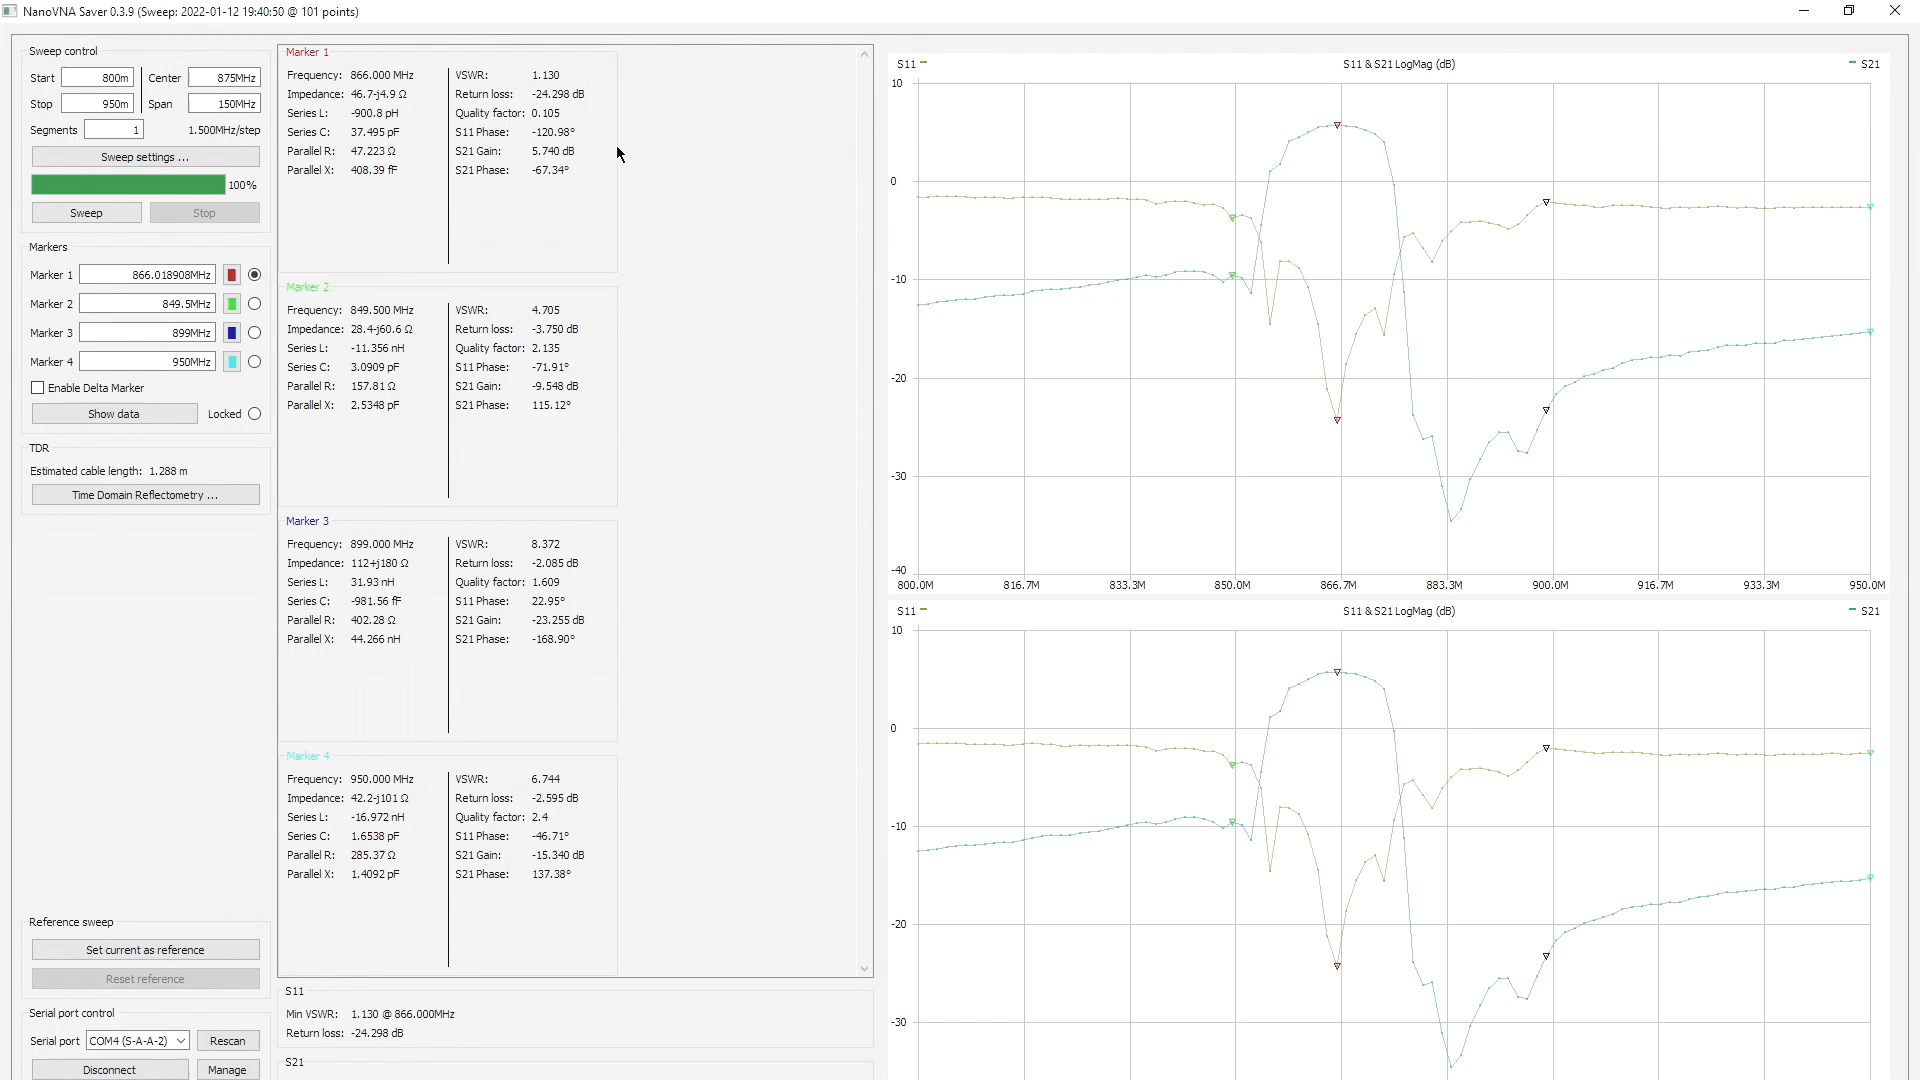 NanoVNA Saver 0.3.9 (Sweep: 2022-01-12 19:40:50 @ 101 points)
Sweep control
Start 800m Center 875MHz
Stop 950m Span 150MHz
Segments 1 1.500MHz/step
Sweep settings ...
100%
Sweep Stop
Markers
Marker 1 866.018908MHz
Marker 2 849.5MHz
Marker 3 899MHz
Marker 4 950MHz
Enable Delta Marker
Show data Locked
TDR
Estimated cable length: 1.288 m
Time Domain Reflectometry ...
Reference sweep
Set current as reference
Reset reference
Serial port control
Serial port COM4 (S-A-A-2) Rescan
Disconnect Manage
Marker 1
Frequency: 866.000 MHz VSWR: 1.130
Impedance: 46.7-j4.9 Ω Return loss: -24.298 dB
Series L: -900.8 pH Quality factor: 0.105
Series C: 37.495 pF S11 Phase: -120.98°
Parallel R: 47.223 Ω S21 Gain: 5.740 dB
Parallel X: 408.39 fF S21 Phase: -67.34°
Marker 2
Frequency: 849.500 MHz VSWR: 4.705
Impedance: 28.4-j60.6 Ω Return loss: -3.750 dB
Series L: -11.356 nH Quality factor: 2.135
Series C: 3.0909 pF S11 Phase: -71.91°
Parallel R: 157.81 Ω S21 Gain: -9.548 dB
Parallel X: 2.5348 pF S21 Phase: 115.12°
Marker 3
Frequency: 899.000 MHz VSWR: 8.372
Impedance: 112+j180 Ω Return loss: -2.085 dB
Series L: 31.93 nH Quality factor: 1.609
Series C: -981.56 fF S11 Phase: 22.95°
Parallel R: 402.28 Ω S21 Gain: -23.255 dB
Parallel X: 44.266 nH S21 Phase: -168.90°
Marker 4
Frequency: 950.000 MHz VSWR: 6.744
Impedance: 42.2-j101 Ω Return loss: -2.595 dB
Series L: -16.972 nH Quality factor: 2.4
Series C: 1.6538 pF S11 Phase: -46.71°
Parallel R: 285.37 Ω S21 Gain: -15.340 dB
Parallel X: 1.4092 pF S21 Phase: 137.38°
S11
Min VSWR: 1.130 @ 866.000MHz
Return loss: -24.298 dB
S21
S11 S11 & S21 LogMag (dB) S21
10
0
-10
-20
-30
-40
800.0M 816.7M 833.3M 850.0M 866.7M 883.3M 900.0M 916.7M 933.3M 950.0M
S11 S11 & S21 LogMag (dB) S21
10
0
-10
-20
-30